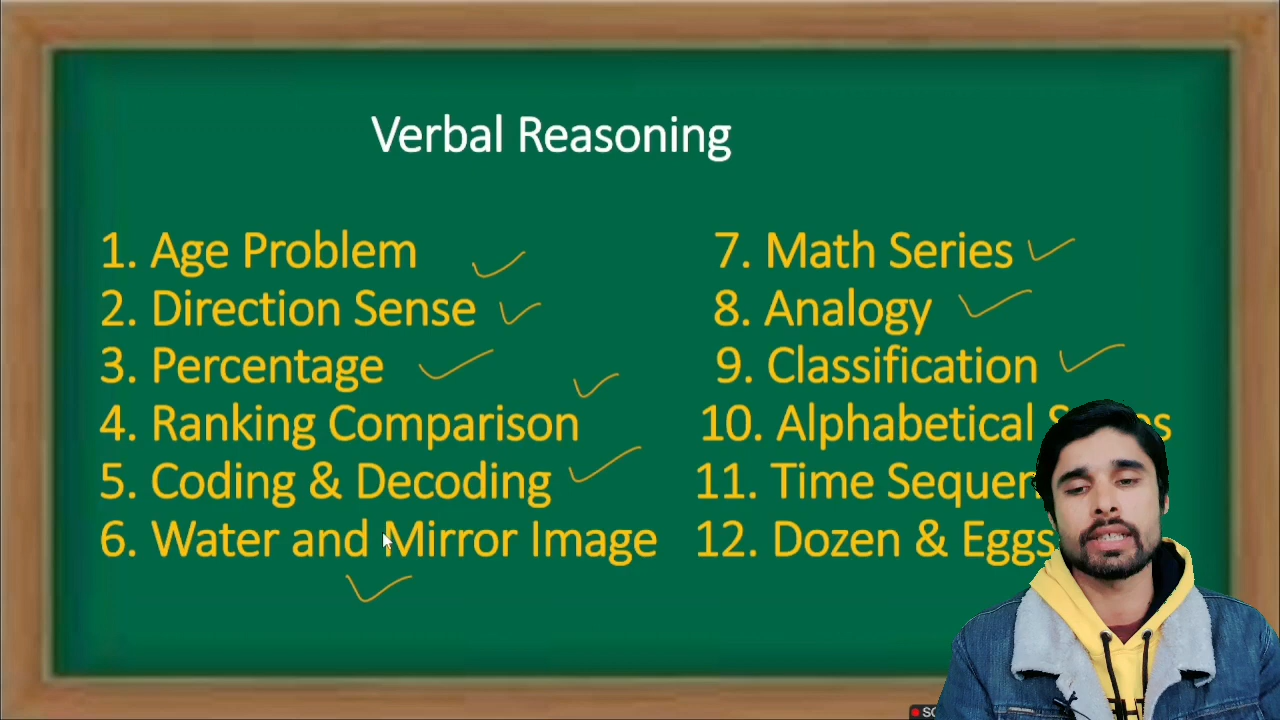 Verbal Reasoning
1. Age Problem
2. Direction Sense
3. Percentage
4. Ranking Comparison
5. Coding & Decoding
6. Water and Mirror Image
7. Math Series
8. Analogy
9. Classification
10. Alphabetical
11. Time
12. Dozen & Eggs